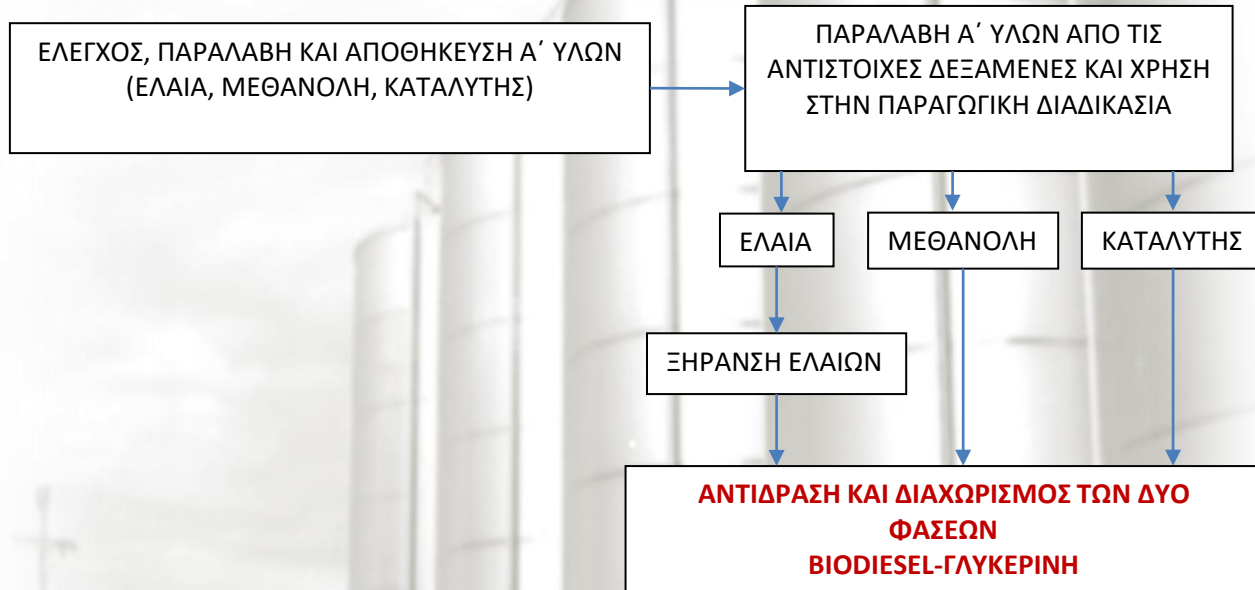 ΕΛΕΓΧΟΣ, ΠΑΡΑΛΑΒΗ ΚΑΙ ΑΠΟΘΗΚΕΥΣΗ Α΄ ΥΛΩΝ
(ΕΛΑΙΑ, ΜΕΘΑΝΟΛΗ, ΚΑΤΑΛΥΤΗΣ)
ΠΑΡΑΛΑΒΗ Α΄ ΥΛΩΝ ΑΠΟ ΤΙΣ
ΑΝΤΙΣΤΟΙΧΕΣ ΔΕΞΑΜΕΝΕΣ ΚΑΙ ΧΡΗΣΗ
ΣΤΗΝ ΠΑΡΑΓΩΓΙΚΗ ΔΙΑΔΙΚΑΣΙΑ
ΕΛΑΙΑ
ΜΕΘΑΝΟΛΗ
ΚΑΤΑΛΥΤΗΣ
ΞΗΡΑΝΣΗ ΕΛΑΙΩΝ
ΑΝΤΙΔΡΑΣΗ ΚΑΙ ΔΙΑΧΩΡΙΣΜΟΣ ΤΩΝ ΔΥΟ
ΦΑΣΕΩΝ
BIODIESEL-ΓΛΥΚΕΡΙΝΗ